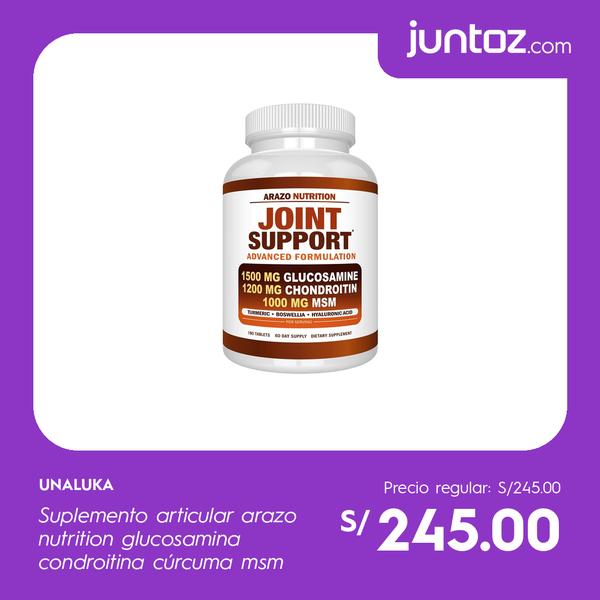 juntoz.com
ARAZO NUTRITION
JOINT
SUPPORT
ADVANCED FORMULATION
1500 MG GLUCOSAMINE
1200 MG CHONDROITIN
1000 MG MSM
TURMERIC • BOSWELLIA • HYALURONIC ACID
PER SERVING
180 TABLETS 60 DAY SUPPLY DIETARY SUPPLEMENT
UNALUKA
Suplemento articular arazo
nutrition glucosamina
condroitina cúrcuma msm
Precio regular: S/245.00
S/ 245.00